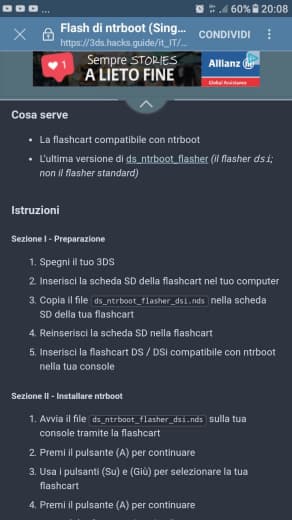 60% 20:08
Flash di ntrboot (Sing...
https://3ds.hacks.guide/it_IT/...
CONDIVIDI
1
Sempre STORIES
A LIETO FINE
Allianz
Global Assistance
Cosa serve
• La flashcart compatibile con ntrboot
• L'ultima versione di ds_ntrboot_flasher (il flasher dsi;
non il flasher standard)
Istruzioni
Sezione I - Preparazione
1. Spegni il tuo 3DS
2. Inserisci la scheda SD della flashcart nel tuo computer
3. Copia il file ds_ntrboot_flasher_dsi.nds nella scheda
SD della tua flashcart
4. Reinserisci la scheda SD nella flashcart
5. Inserisci la flashcart DS / DSi compatibile con ntrboot
nella tua console
Sezione II - Installare ntrboot
1. Avvia il file ds_ntrboot_flasher_dsi.nds sulla tua
console tramite la flashcart
2. Premi il pulsante (A) per continuare
3. Usa i pulsanti (Su) e (Giù) per selezionare la tua
flashcart
4. Premi il pulsante (A) per continuare